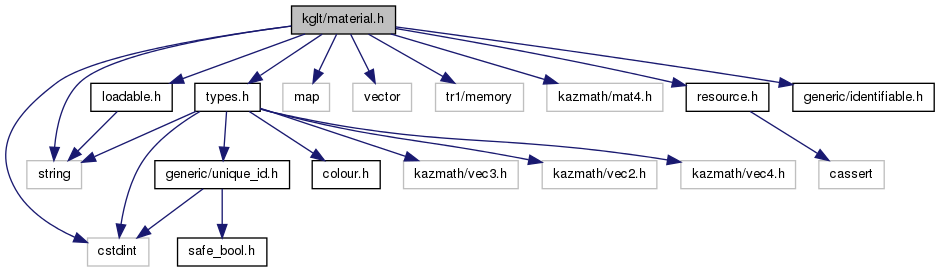 kglt/material.h
loadable.h
types.h
map
vector
tr1/memory
kazmath/mat4.h
resource.h
generic/identifiable.h
string
generic/unique_id.h
colour.h
kazmath/vec3.h
kazmath/vec2.h
kazmath/vec4.h
cassert
cstdint
safe_bool.h